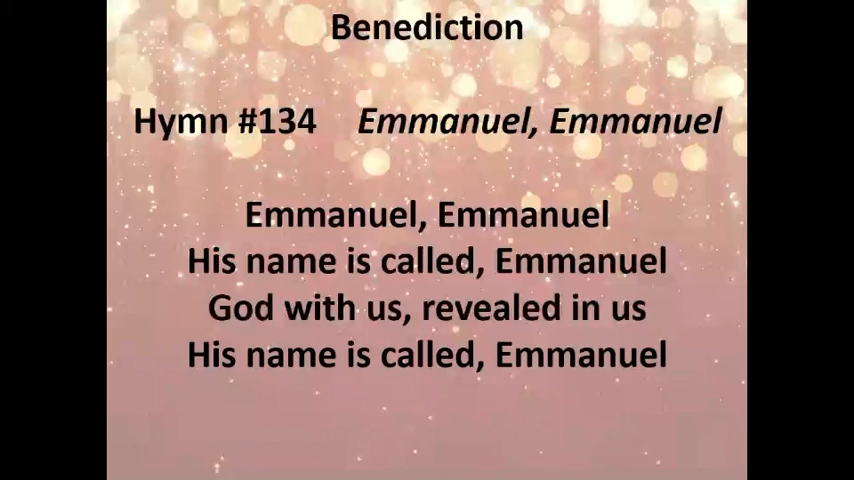 Benediction
Hymn #134 Emmanuel, Emmanuel
Emmanuel, Emmanuel
His name is called, Emmanuel
God with us, revealed in us
His name is called, Emmanuel